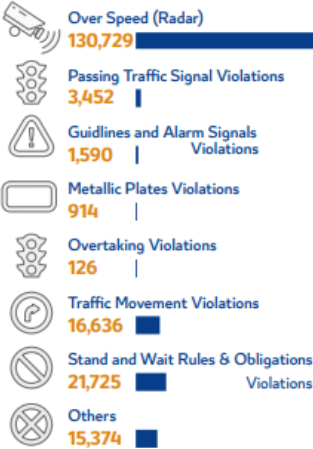 Over Speed (Radar)
130,729
Passing Traffic Signal Violations
3,452
Guidlines and Alarm Signals
Violations
1,590
Metallic Plates Violations
914
Overtaking Violations
126
Traffic Movement Violations
16,636
Stand and Wait Rules & Obligations
Violations
21,725
Others
15,374